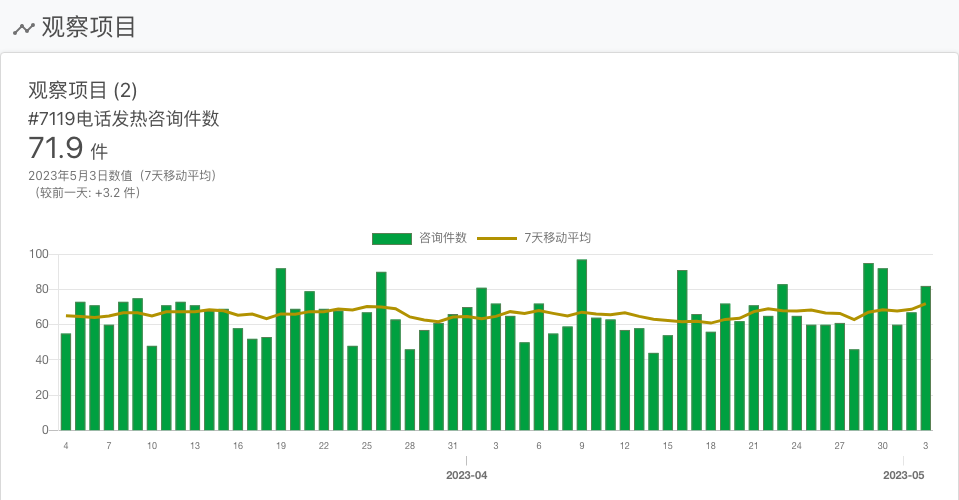 观察项目
观察项目 (2)
#7119电话发热咨询件数
71.9 件
2023年5月3日数值（7天移动平均）
（较前一天: +3.2 件）
咨询件数 7天移动平均
100
80
60
40
20
0
4 7 10 13 16 19 22 25 28 31 3 6 9 12 15 18 21 24 27 30 3
2023-04 2023-05